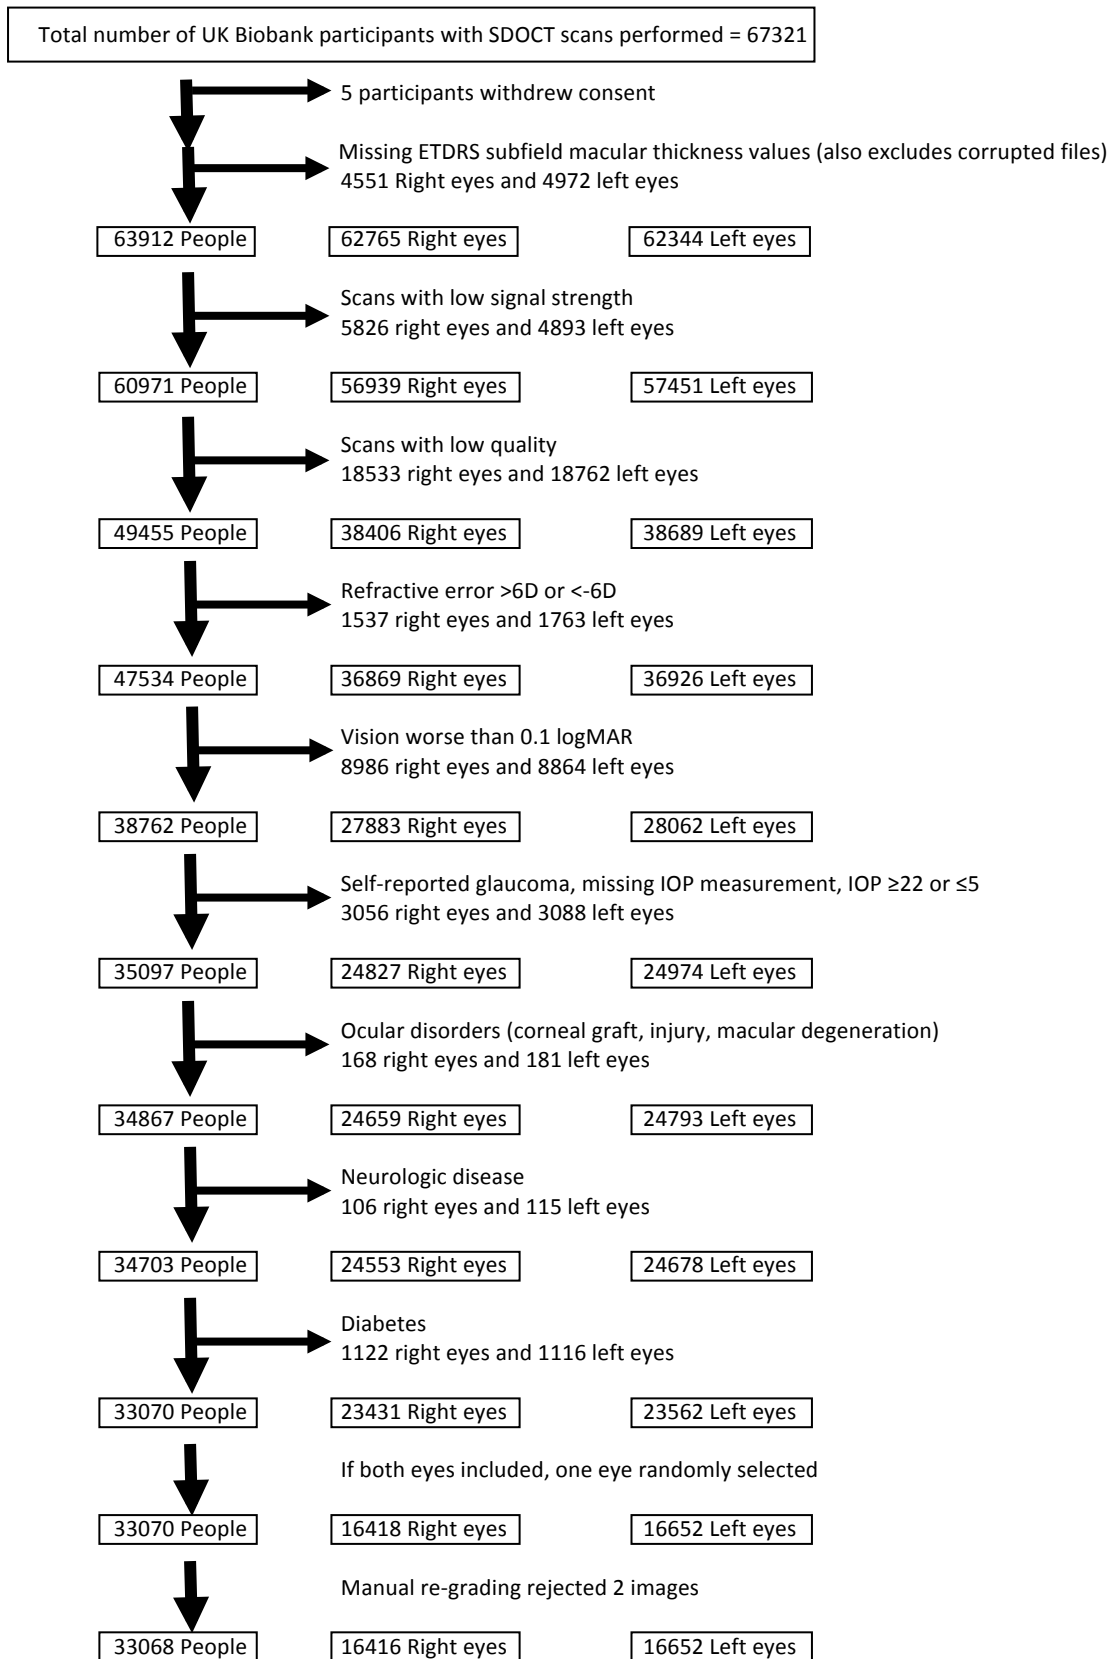 Total number of UK Biobank participants with SDOCT scans performed = 67321
5 participants withdrew consent
Missing ETDRS subfield macular thickness values (also excludes corrupted files)
4551 Right eyes and 4972 left eyes
63912 People 62765 Right eyes 62344 Left eyes
Scans with low signal strength
5826 right eyes and 4893 left eyes
60971 People 56939 Right eyes 57451 Left eyes
Scans with low quality
18533 right eyes and 18762 left eyes
49455 People 38406 Right eyes 38689 Left eyes
Refractive error >6D or <-6D
1537 right eyes and 1763 left eyes
47534 People 36869 Right eyes 36926 Left eyes
Vision worse than 0.1 logMAR
8986 right eyes and 8864 left eyes
38762 People 27883 Right eyes 28062 Left eyes
Self-reported glaucoma, missing IOP measurement, IOP ≥22 or ≤5
3056 right eyes and 3088 left eyes
35097 People 24827 Right eyes 24974 Left eyes
Ocular disorders (corneal graft, injury, macular degeneration)
168 right eyes and 181 left eyes
34867 People 24659 Right eyes 24793 Left eyes
Neurologic disease
106 right eyes and 115 left eyes
34703 People 24553 Right eyes 24678 Left eyes
Diabetes
1122 right eyes and 1116 left eyes
33070 People 23431 Right eyes 23562 Left eyes
If both eyes included, one eye randomly selected
33070 People 16418 Right eyes 16652 Left eyes
Manual re-grading rejected 2 images
33068 People 16416 Right eyes 16652 Left eyes